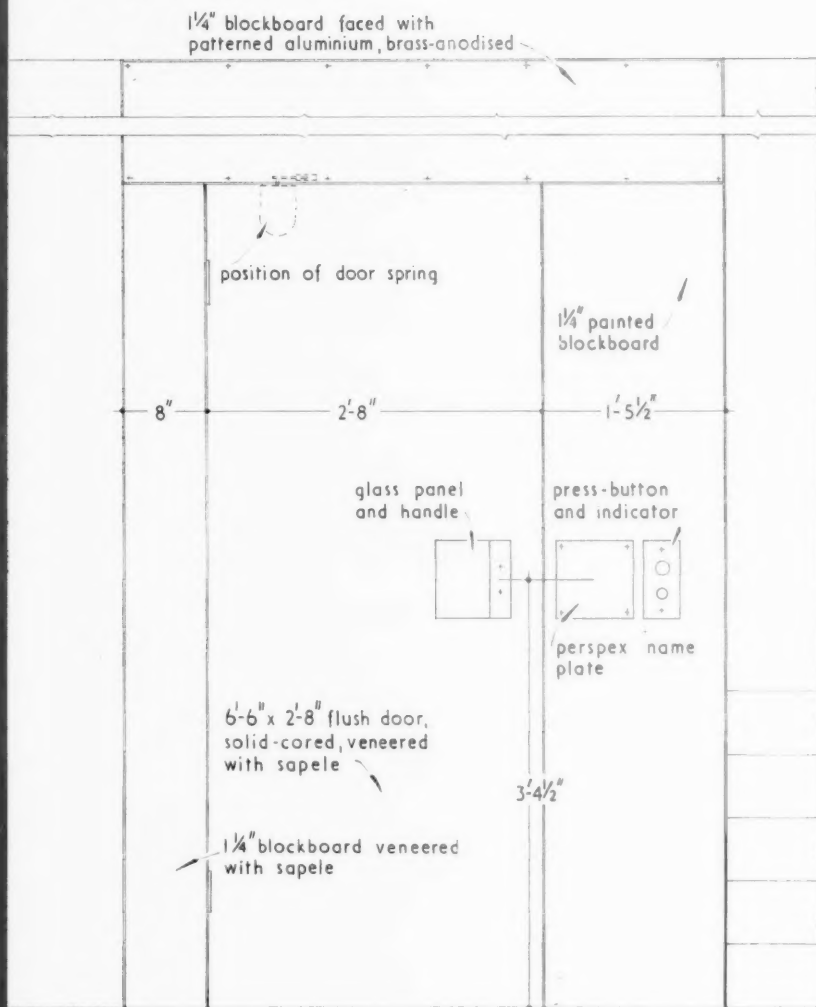 1¼" blockboard faced with
patterned aluminium, brass-anodised
position of door spring
1¼" painted
blockboard
8"
2'-8"
1'-5½"
glass panel
and handle
press-button
and indicator
perspex name
plate
6'-6" x 2'-8" flush door,
solid-cored, veneered
with sapele
3'-4½"
1¼" blockboard veneered
with sapele